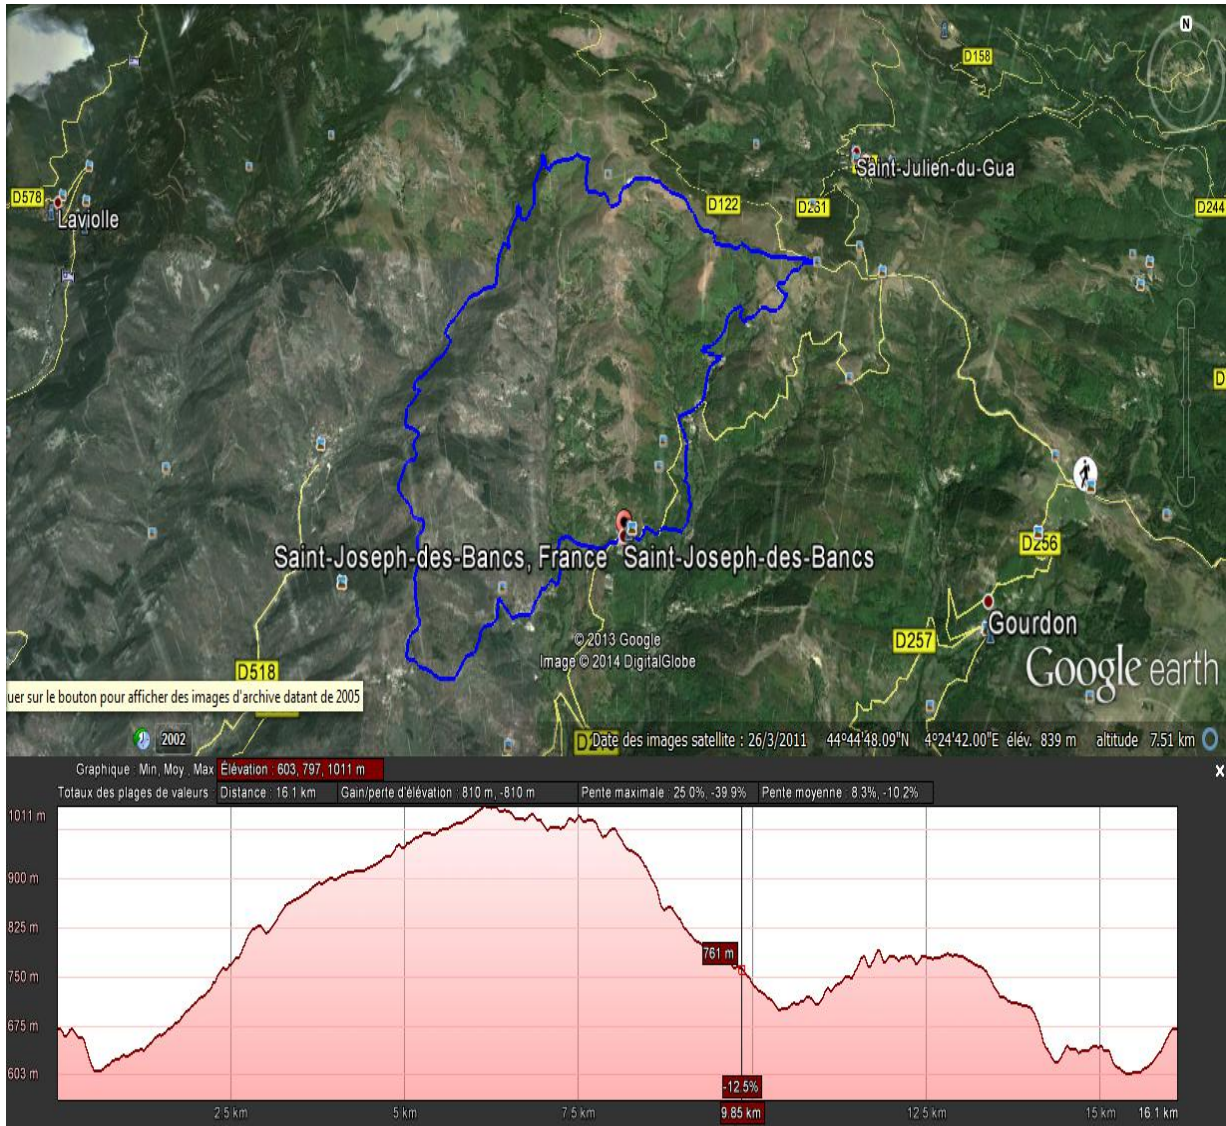 N
D158
Saint-Julien-du-Gua
D578
Laviolle
D122
D261
D244
D
Saint-Joseph-des-Bancs, France
Saint-Joseph-des-Bancs
D256
Gourdon
D257
© 2013 Google
Image © 2014 DigitalGlobe
Google earth
D518
uer sur le bouton pour afficher des images d'archive datant de 2005
2002
Date des images satellite : 26/3/2011 44°44'48.09"N 4°24'42.00"E élév. 839 m altitude 7.51 km
Graphique : Min, Moy., Max Élévation : 603, 797, 1011 m
x
Totaux des plages de valeurs : Distance : 16.1 km Gain/perte d'élévation : 810 m, -810 m Pente maximale : 25.0%, -39.9% Pente moyenne : 8.3%, -10.2%
1011 m
900 m
825 m
761 m
750 m
675 m
603 m
-12.5%
2.5 km 5 km 7.5 km 9.85 km 12.5 km 15 km 16.1 km